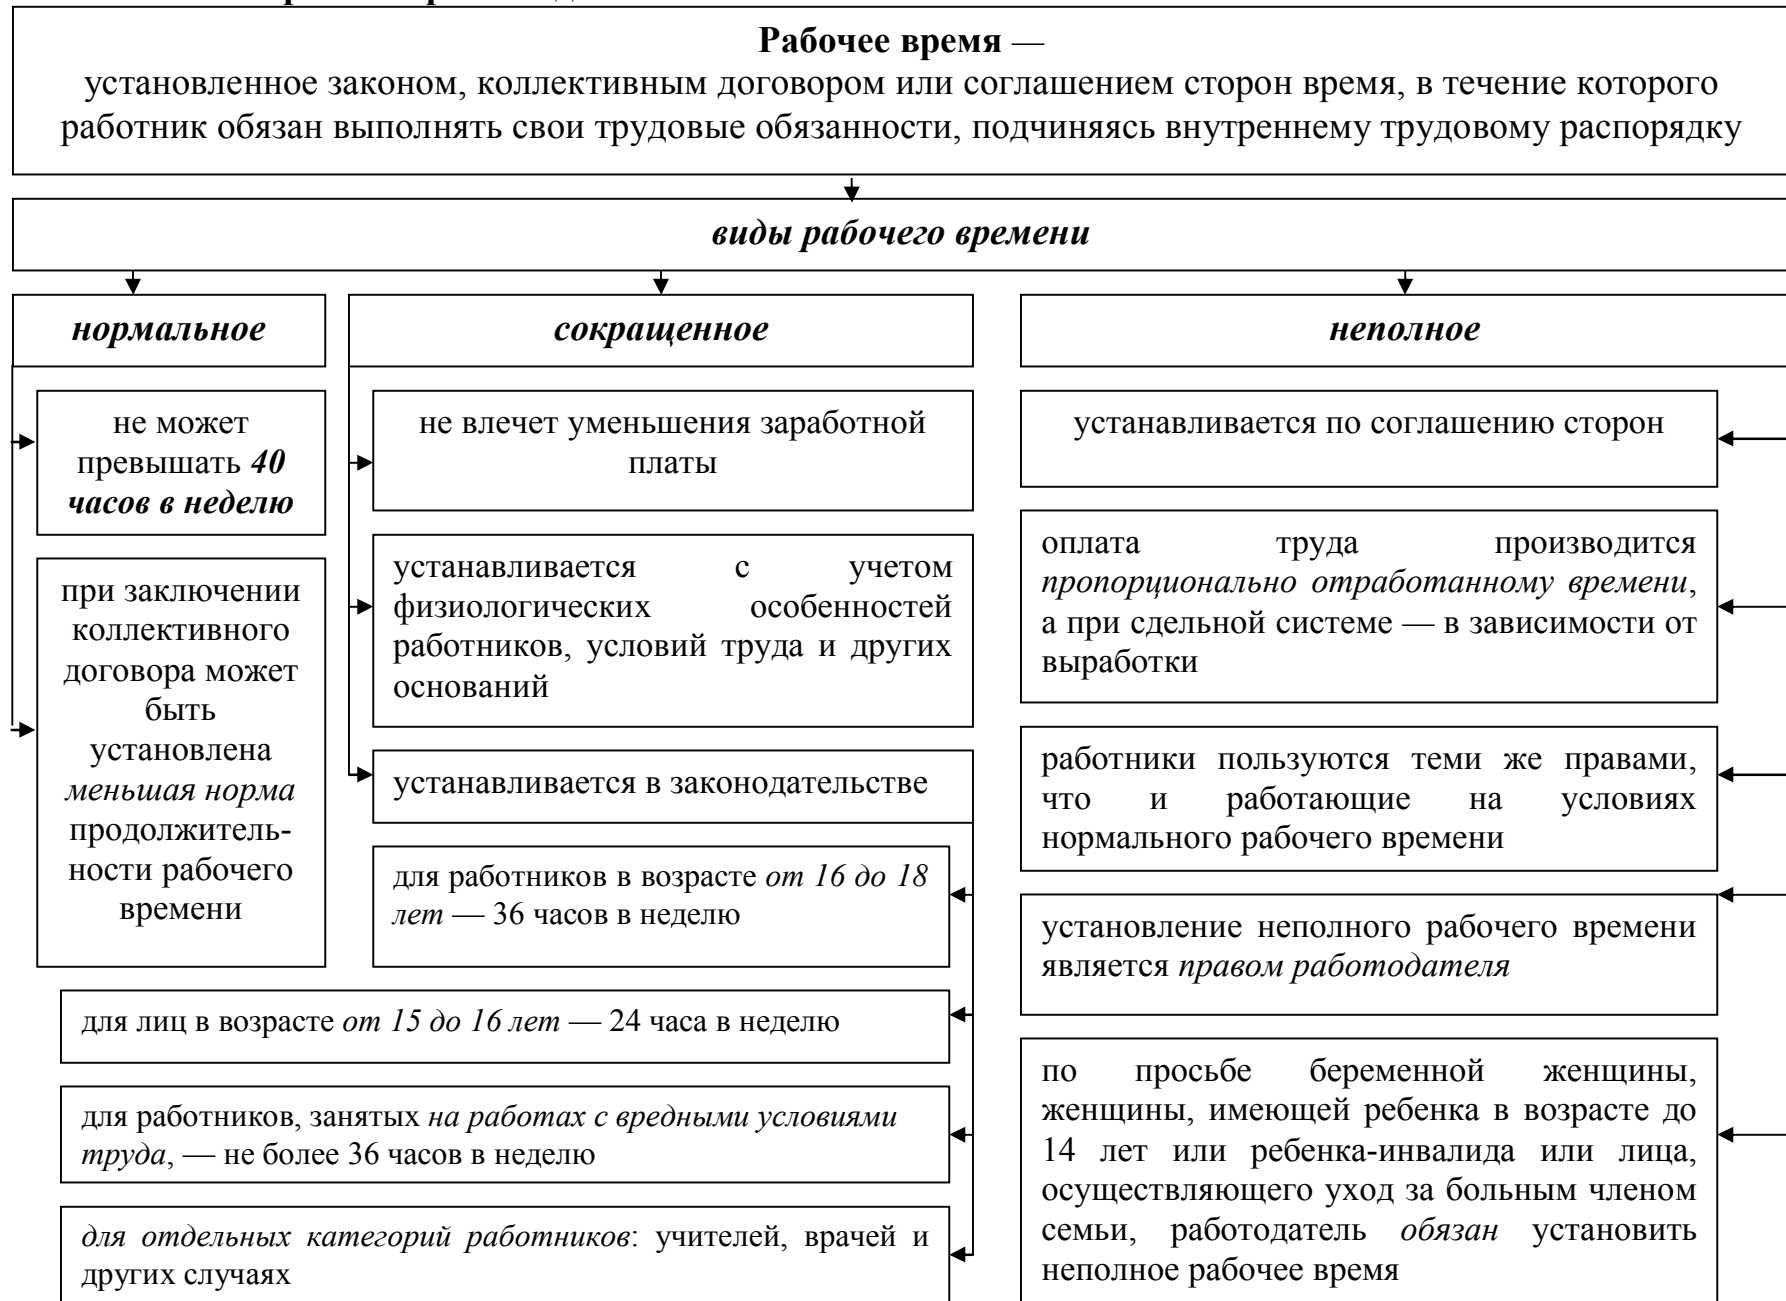 Рабочее время —
установленное законом, коллективным договором или соглашением сторон время, в течение которого
работник обязан выполнять свои трудовые обязанности, подчиняясь внутреннему трудовому распорядку
виды рабочего времени
нормальное
не может
превышать 40
часов в неделю
при заключении
коллективного
договора может
быть
установлена
меньшая норма
продолжитель-
ности рабочего
времени
сокращенное
не влечет уменьшения заработной
платы
устанавливается с учетом
физиологических особенностей
работников, условий труда и других
оснований
устанавливается в законодательстве
для работников в возрасте от 16 до 18
лет — 36 часов в неделю
для лиц в возрасте от 15 до 16 лет — 24 часа в неделю
для работников, занятых на работах с вредными условиями
труда, — не более 36 часов в неделю
для отдельных категорий работников: учителей, врачей и
других случаях
неполное
устанавливается по соглашению сторон
оплата труда производится
пропорционально отработанному времени,
а при сдельной системе — в зависимости от
выработки
работники пользуются теми же правами,
что и работающие на условиях
нормального рабочего времени
установление неполного рабочего времени
является правом работодателя
по просьбе беременной женщины,
женщины, имеющей ребенка в возрасте до
14 лет или ребенка-инвалида или лица,
осуществляющего уход за больным членом
семьи, работодатель обязан установить
неполное рабочее время